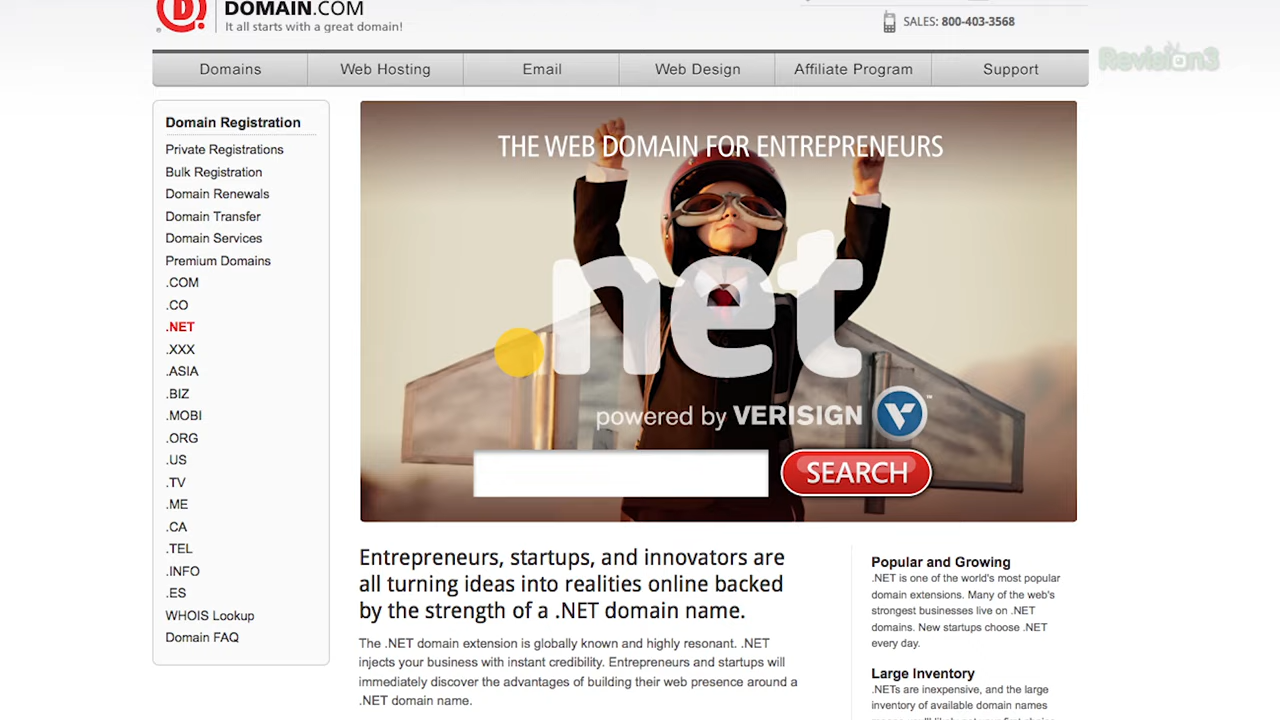 DOMAIN.COM
It all starts with a great domain!
SALES: 800-403-3568
Revision3
Domains
Web Hosting
Email
Web Design
Affiliate Program
Support
Domain Registration
Private Registrations
Bulk Registration
Domain Renewals
Domain Transfer
Domain Services
Premium Domains
.COM
.CO
.NET
.XXX
.ASIA
.BIZ
.MOBI
.ORG
.US
.TV
.ME
.CA
.TEL
.INFO
.ES
WHOIS Lookup
Domain FAQ
THE WEB DOMAIN FOR ENTREPRENEURS
.net
powered by VERISIGN™
SEARCH
Entrepreneurs, startups, and innovators are
all turning ideas into realities online backed
by the strength of a .NET domain name.
The .NET domain extension is globally known and highly resonant. .NET
injects your business with instant credibility. Entrepreneurs and startups will
immediately discover the advantages of building their web presence around a
.NET domain name.
Popular and Growing
.NET is one of the world's most popular
domain extensions. Many of the web's
strongest businesses live on .NET
domains. New startups choose .NET
every day.
Large Inventory
.NETs are inexpensive, and the large
inventory of available domain names